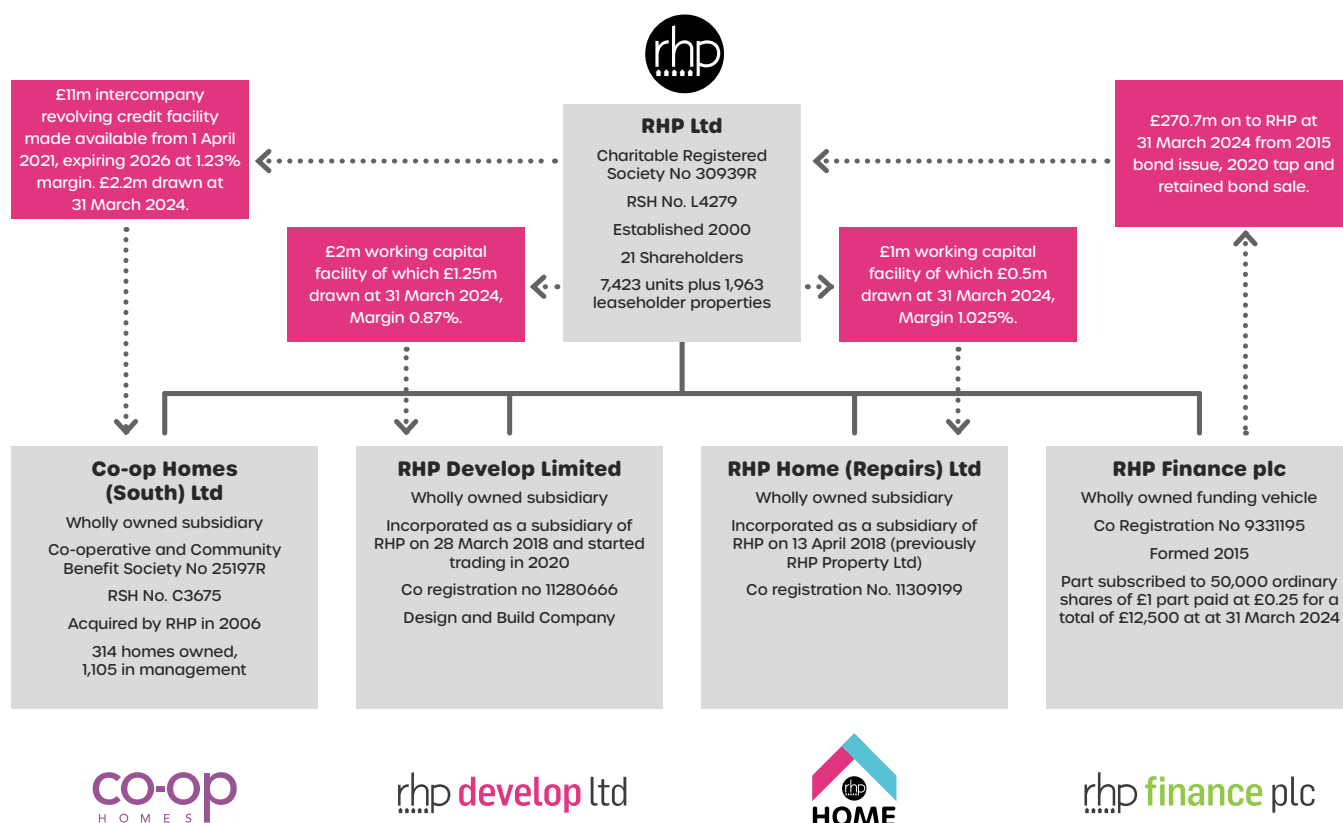 rhp
£11m intercompany
revolving credit facility
made available from 1 April
2021, expiring 2026 at 1.23%
margin. £2.2m drawn at
31 March 2024.
RHP Ltd
Charitable Registered
Society No 30939R
RSH No. L4279
Established 2000
21 Shareholders
7,423 units plus 1,963
leaseholder properties
£270.7m on to RHP at
31 March 2024 from 2015
bond issue, 2020 tap and
retained bond sale.
£2m working capital
facility of which £1.25m
drawn at 31 March 2024,
Margin 0.87%.
£1m working capital
facility of which £0.5m
drawn at 31 March 2024,
Margin 1.025%.
Co-op Homes
(South) Ltd
Wholly owned subsidiary
Co-operative and Community
Benefit Society No 25197R
RSH No. C3675
Acquired by RHP in 2006
314 homes owned,
1,105 in management
RHP Develop Limited
Wholly owned subsidiary
Incorporated as a subsidiary of
RHP on 28 March 2018 and started
trading in 2020
Co registration no 11280666
Design and Build Company
RHP Home (Repairs) Ltd
Wholly owned subsidiary
Incorporated as a subsidiary of
RHP on 13 April 2018 (previously
RHP Property Ltd)
Co registration No. 11309199
RHP Finance plc
Wholly owned funding vehicle
Co Registration No 9331195
Formed 2015
Part subscribed to 50,000 ordinary
shares of £1 part paid at £0.25 for a
total of £12,500 at at 31 March 2024
co-op
HOMES
rhp develop ltd
rhp
HOME
rhp finance plc